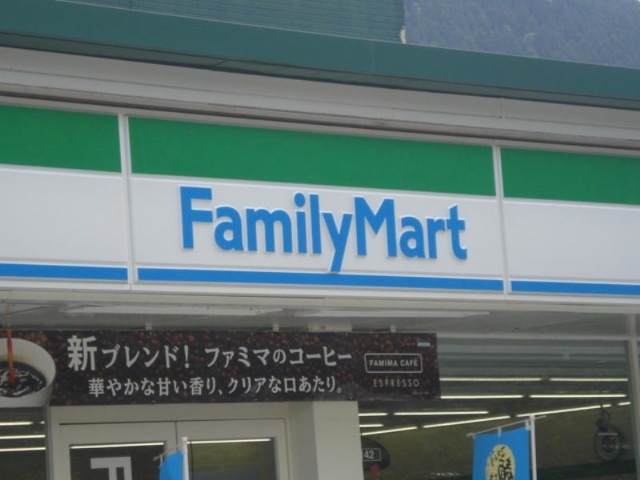 FamilyMart
新ブレンド! ファミマのコーヒー
華やかな甘い香り、クリアな口あたり。
FAMIMA CAFÉ
ESPRESSO
42
F